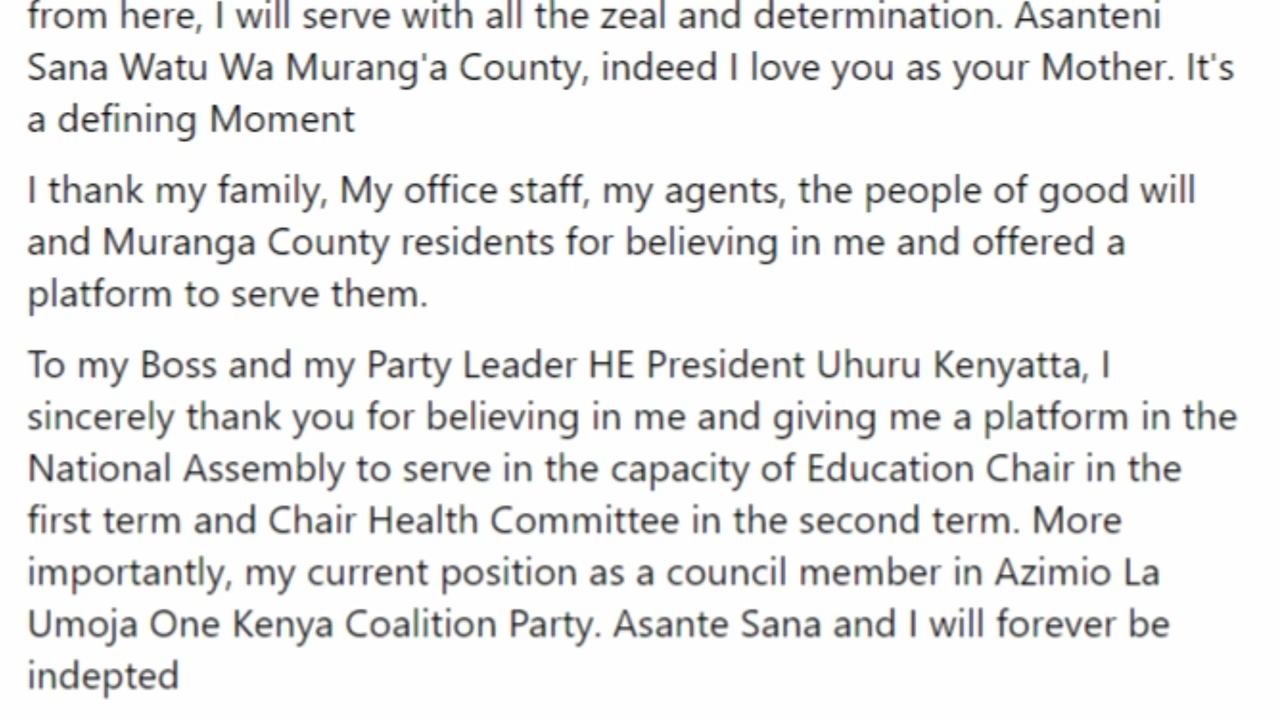 from here, I will serve with all the zeal and determination. Asanteni
Sana Watu Wa Murang'a County, indeed I love you as your Mother. It's
a defining Moment
I thank my family, My office staff, my agents, the people of good will
and Muranga County residents for believing in me and offered a
platform to serve them.
To my Boss and my Party Leader HE President Uhuru Kenyatta, I
sincerely thank you for believing in me and giving me a platform in the
National Assembly to serve in the capacity of Education Chair in the
first term and Chair Health Committee in the second term. More
importantly, my current position as a council member in Azimio La
Umoja One Kenya Coalition Party. Asante Sana and I will forever be
indepted